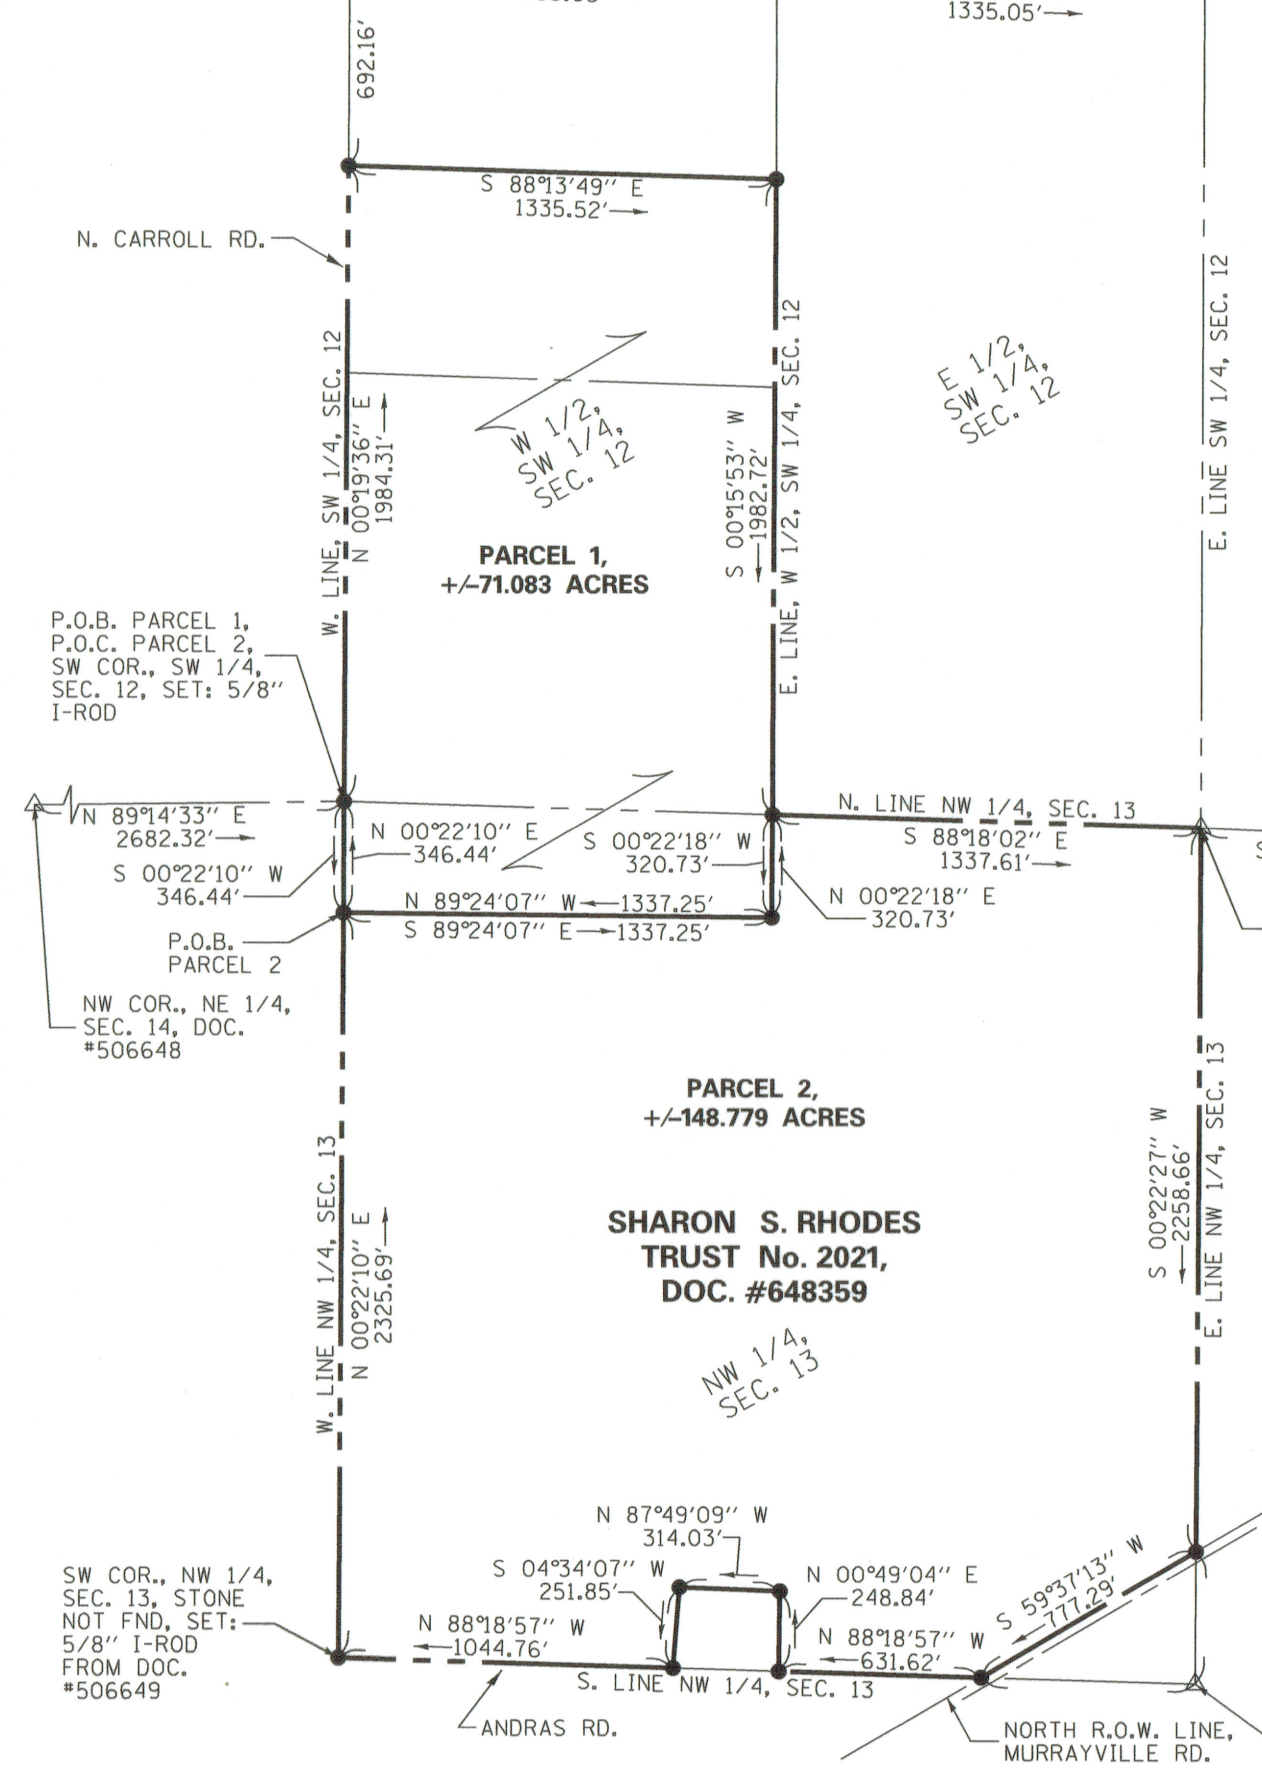 1335.05'
692.16'
S 88°13'49" E
1335.52'
N. CARROLL RD.
W. LINE, SW 1/4, SEC. 12
N 00°19'36" E
1984.31'
W 1/2,
SW 1/4,
SEC. 12
S 00°15'53" W
1982.72'
E. LINE, W 1/2, SW 1/4, SEC. 12
E 1/2,
SW 1/4,
SEC. 12
E. LINE SW 1/4, SEC. 12
PARCEL 1,
+/-71.083 ACRES
P.O.B. PARCEL 1,
P.O.C. PARCEL 2,
SW COR., SW 1/4,
SEC. 12, SET: 5/8"
I-ROD
N 89°14'33" E
2682.32'
S 00°22'10" W
346.44'
N 00°22'10" E
346.44'
S 00°22'18" W
320.73'
N. LINE NW 1/4, SEC. 13
S 88°18'02" E
1337.61'
N 00°22'18" E
320.73'
N 89°24'07" W 1337.25'
S 89°24'07" E 1337.25'
P.O.B.
PARCEL 2
NW COR., NE 1/4,
SEC. 14, DOC.
#506648
PARCEL 2,
+/-148.779 ACRES
SHARON S. RHODES
TRUST No. 2021,
DOC. #648359
NW 1/4,
SEC. 13
W. LINE NW 1/4, SEC. 13
N 00°22'10" E
2325.69'
S 00°22'27" W
2258.66'
E. LINE NW 1/4, SEC. 13
N 87°49'09" W
314.03'
S 04°34'07" W
251.85'
N 00°49'04" E
248.84'
S 59°37'13" W
777.29'
SW COR., NW 1/4,
SEC. 13, STONE
NOT FND, SET:
5/8" I-ROD
FROM DOC.
#506649
N 88°18'57" W
1044.76'
N 88°18'57" W
631.62'
S. LINE NW 1/4, SEC. 13
ANDRAS RD.
NORTH R.O.W. LINE,
MURRAYVILLE RD.